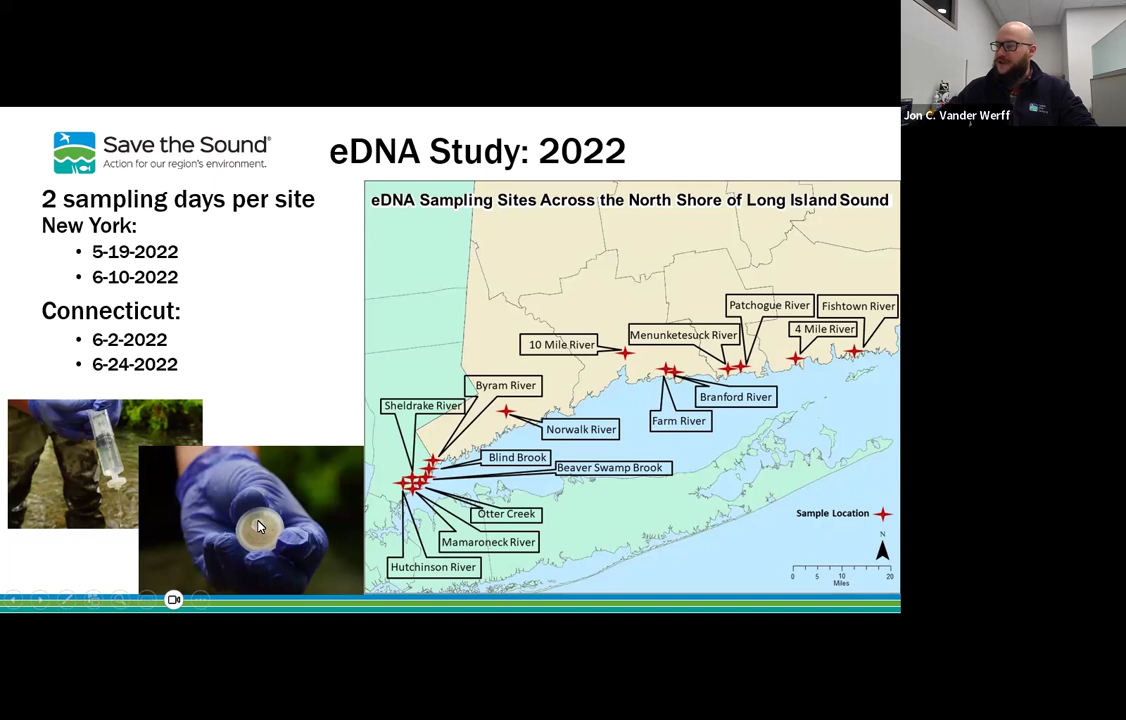 Jon C. Vander Werff
Save the Sound®
Action for our region's environment.
eDNA Study: 2022
2 sampling days per site
New York:
• 5-19-2022
• 6-10-2022
Connecticut:
• 6-2-2022
• 6-24-2022
eDNA Sampling Sites Across the North Shore of Long Island Sound
Patchogue River
Fishtown River
Menunketesuck River
4 Mile River
10 Mile River
Byram River
Branford River
Sheldrake River
Farm River
Norwalk River
Blind Brook
Beaver Swamp Brook
Otter Creek
Sample Location
Mamaroneck River
N
Hutchinson River
0 5 10 20
Miles